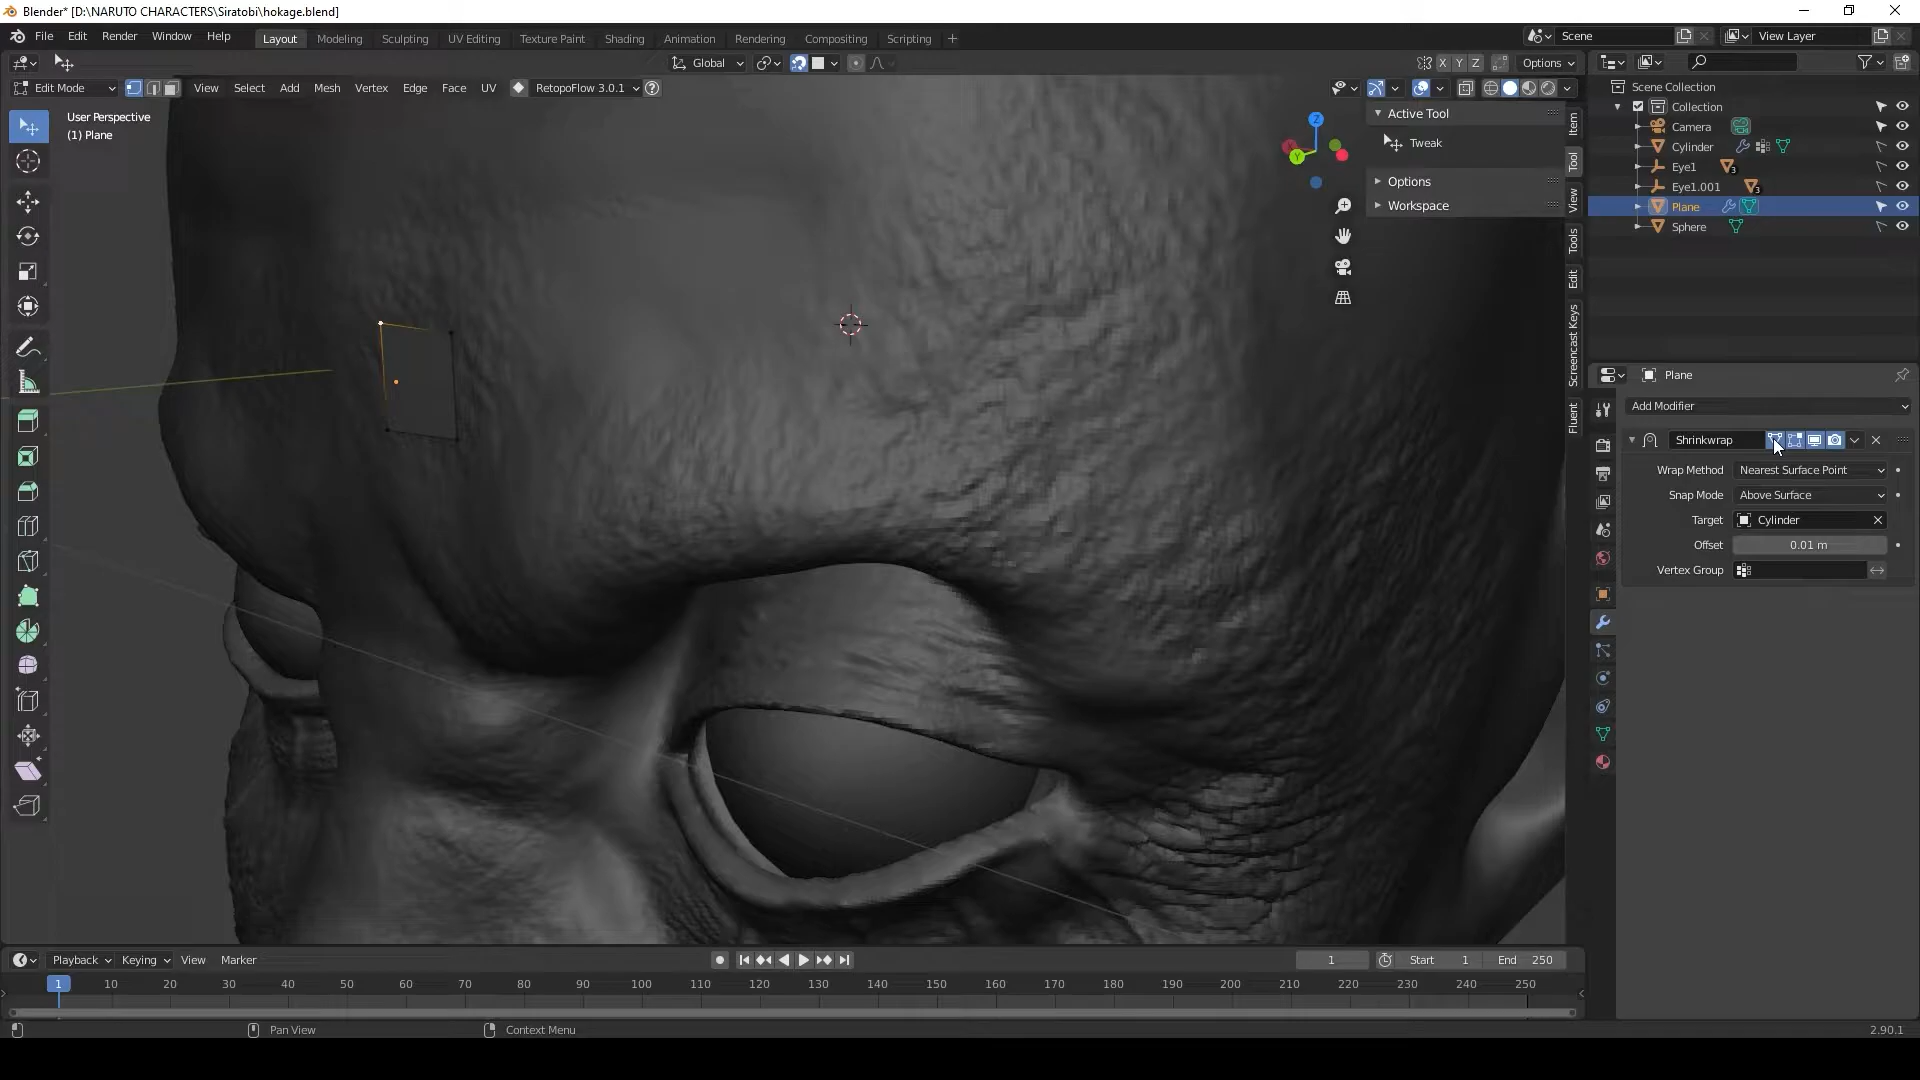 Blender* [D:\NARUTO CHARACTERS\Siratobi\hokage.blend]
File Edit Render Window Help Layout Modeling Sculpting UV Editing Texture Paint Shading Animation Rendering Compositing Scripting + Scene View Layer
Global X Y Z Options
Edit Mode View Select Add Mesh Vertex Edge Face UV RetopoFlow 3.0.1
User Perspective
(1) Plane
Z
Y
Active Tool
Tweak
Options
Workspace
Item
Tool
View
Tools
Edit
Screencast Keys
Fluent
Scene Collection
Collection
Camera
Cylinder
Eye1 3
Eye1.001 3
Plane
Sphere
Plane
Add Modifier
Shrinkwrap
Wrap Method Nearest Surface Point
Snap Mode Above Surface
Target Cylinder
Offset 0.01 m
Vertex Group
Playback Keying View Marker 1 Start 1 End 250
1 10 20 30 40 50 60 70 80 90 100 110 120 130 140 150 160 170 180 190 200 210 220 230 240 250
Pan View Context Menu 2.90.1